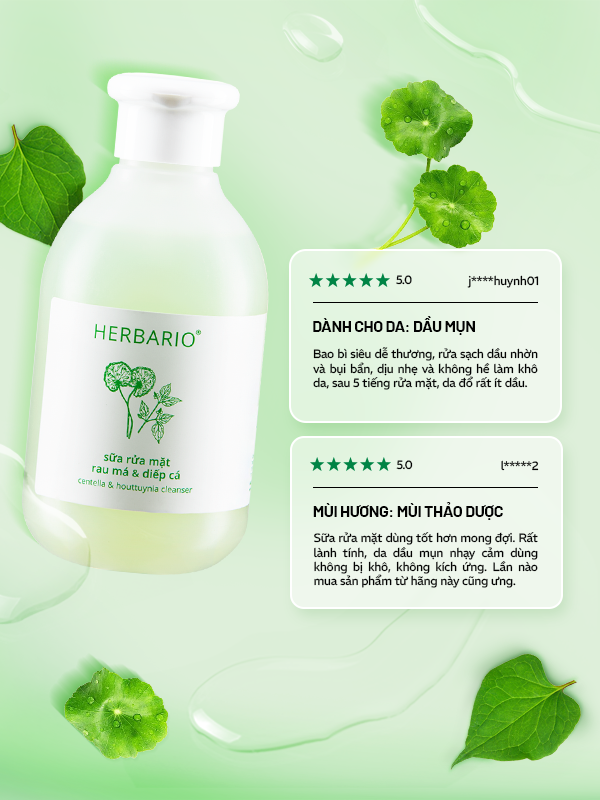 HERBARIO®
sữa rửa mặt
rau má & diếp cá
centella & houttuynia cleanser
5.0
j****huynh01
DÀNH CHO DA: DẦU MỤN
Bao bì siêu dễ thương, rửa sạch dầu nhờn
và bụi bẩn, dịu nhẹ và không hề làm khô
da, sau 5 tiếng rửa mặt, da đổ rất ít dầu.
5.0
l*****2
MÙI HƯƠNG: MÙI THẢO DƯỢC
Sữa rửa mặt dùng tốt hơn mong đợi. Rất
lành tính, da dầu mụn nhạy cảm dùng
không bị khô, không kích ứng. Lần nào
mua sản phẩm từ hãng này cũng ưng.